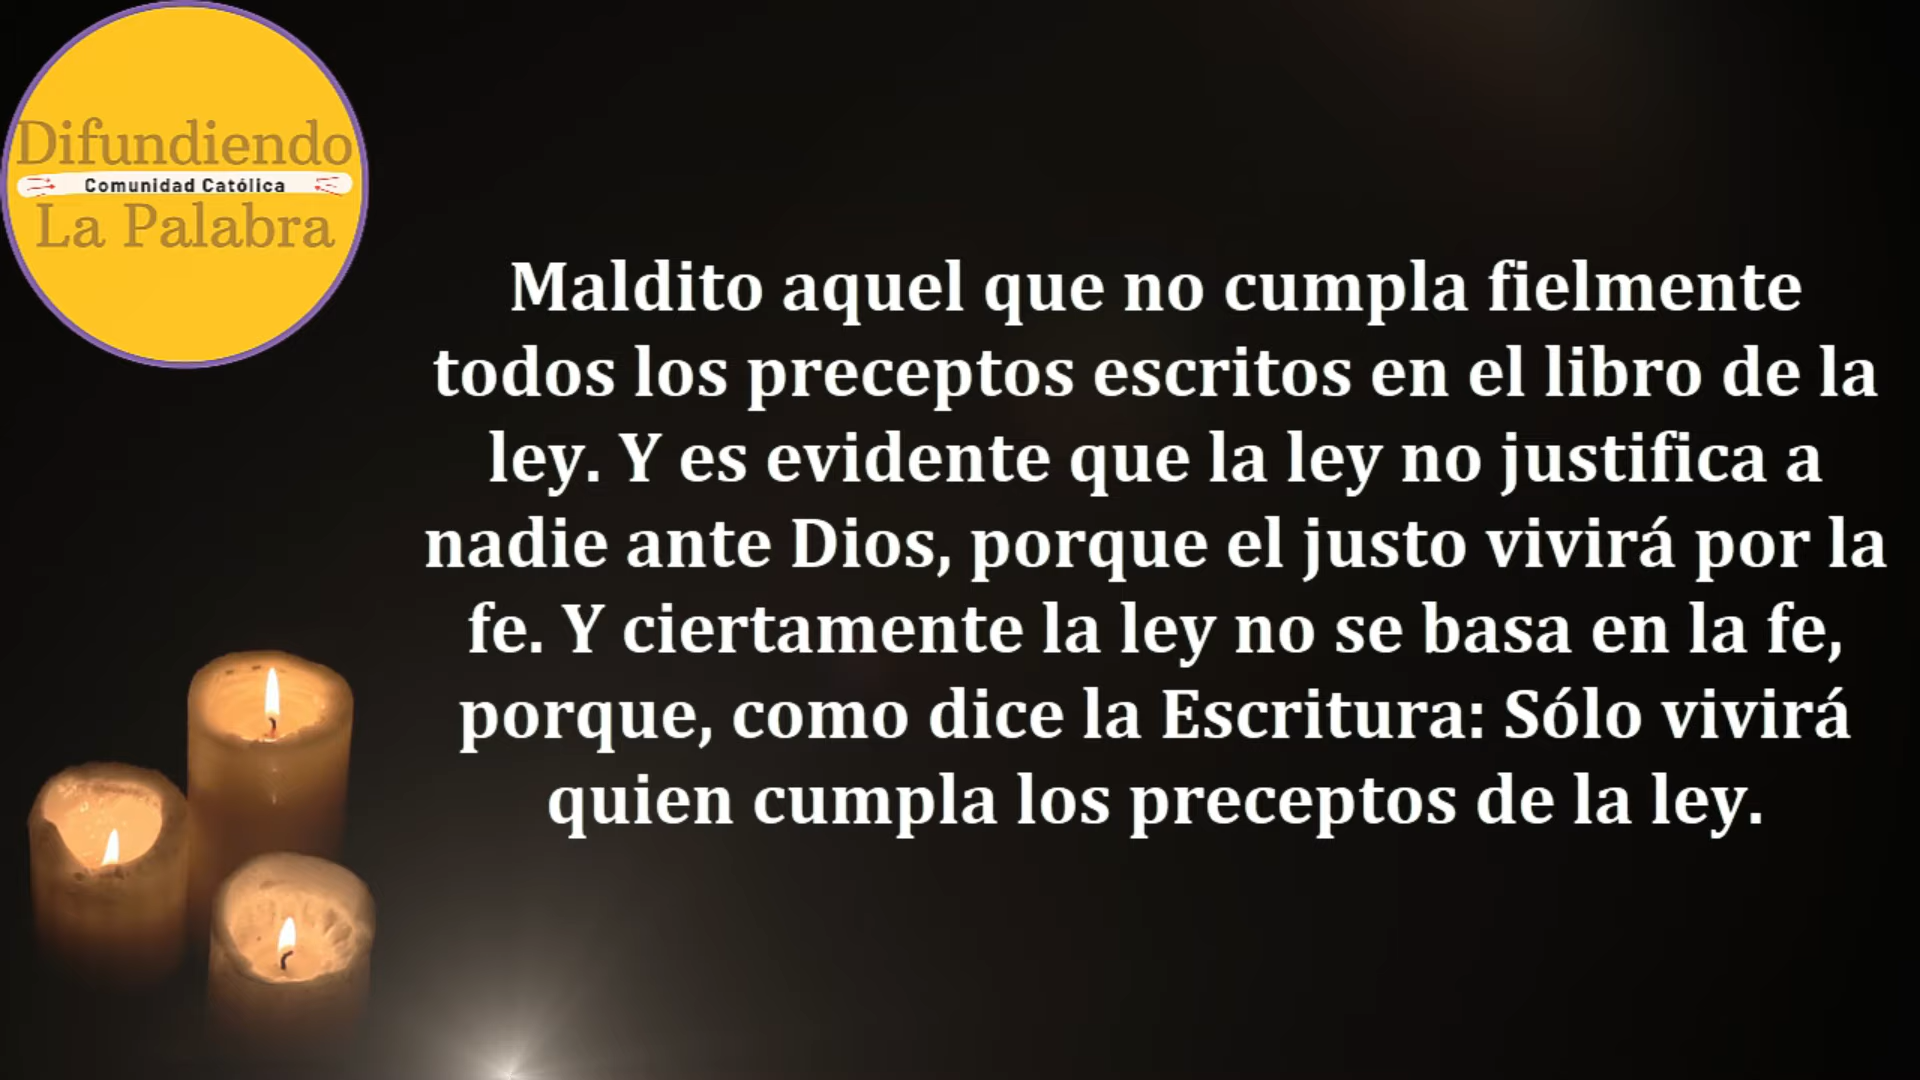 Difundiendo
Comunidad Católica
La Palabra
Maldito aquel que no cumpla fielmente
todos los preceptos escritos en el libro de la
ley. Y es evidente que la ley no justifica a
nadie ante Dios, porque el justo vivirá por la
fe. Y ciertamente la ley no se basa en la fe,
porque, como dice la Escritura: Sólo vivirá
quien cumpla los preceptos de la ley.